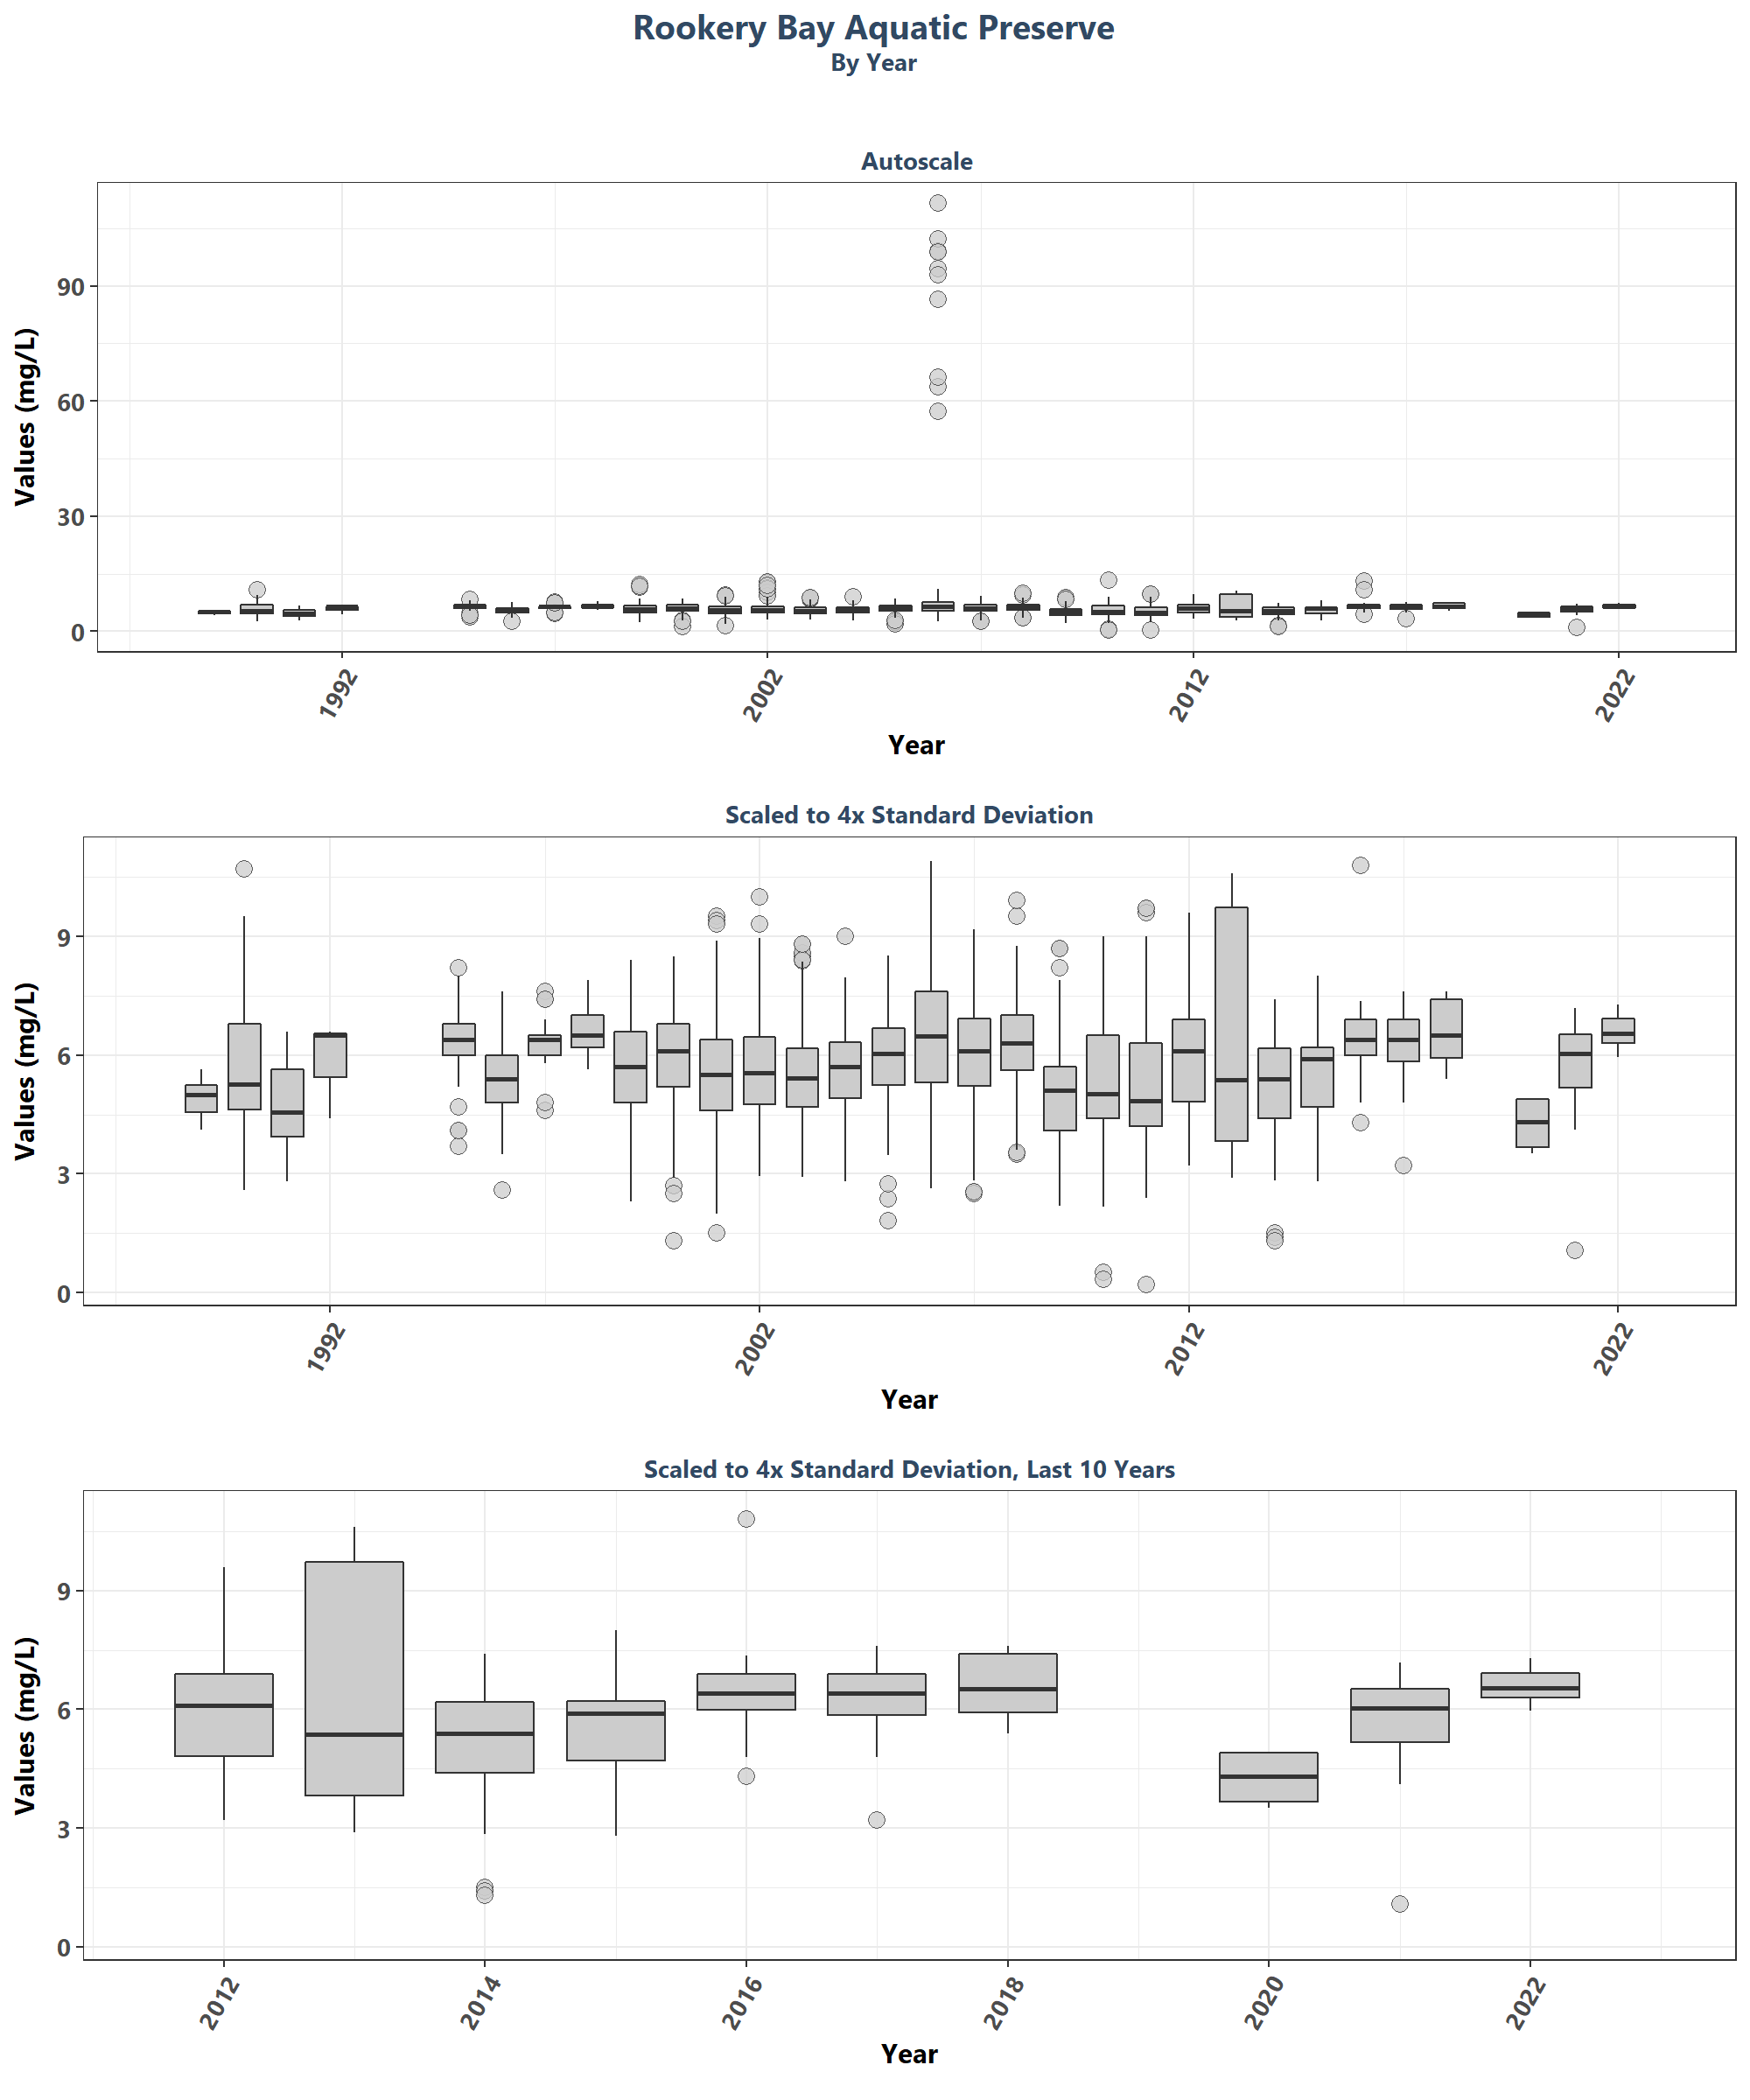 Rookery Bay Aquatic Preserve
By Year
Autoscale
Values (mg/L)
90
60
30
0
1992
2002
2012
2022
Year
Scaled to 4x Standard Deviation
Values (mg/L)
9
6
3
0
1992
2002
2012
2022
Year
Scaled to 4x Standard Deviation, Last 10 Years
Values (mg/L)
9
6
3
0
2012
2014
2016
2018
2020
2022
Year